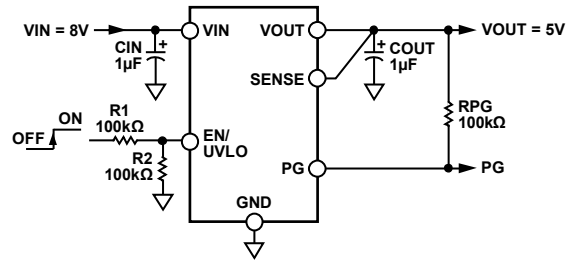 VIN = 8V
CIN
1µF
+
VIN
VOUT
SENSE
+
COUT
1µF
VOUT = 5V
RPG
100kΩ
OFF
ON
R1
100kΩ
R2
100kΩ
EN/
UVLO
PG
PG
GND